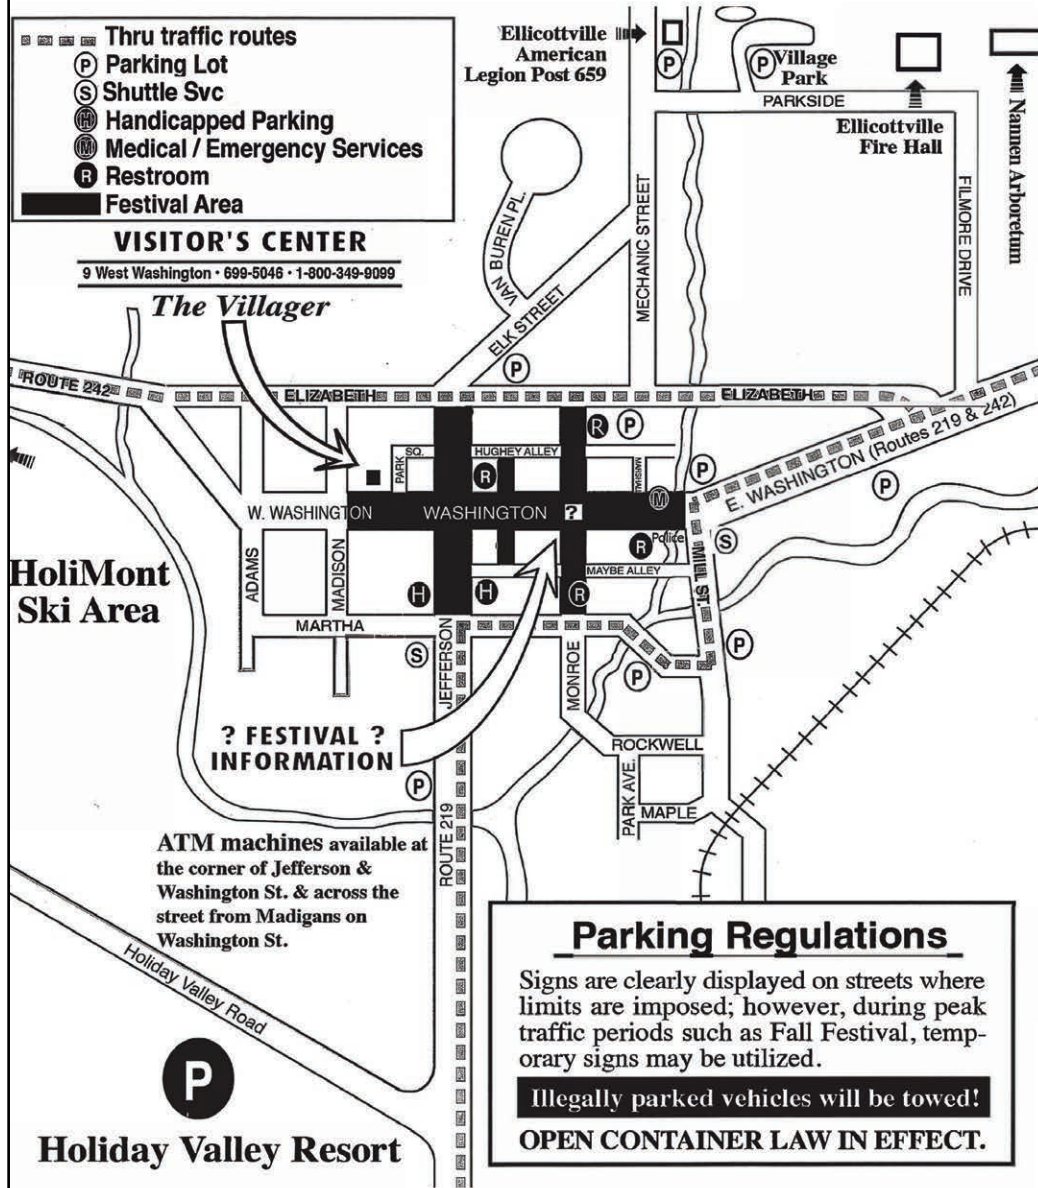 Thru traffic routes
P Parking Lot
S Shuttle Svc
H Handicapped Parking
M Medical / Emergency Services
R Restroom
Festival Area
Ellicottville
American
Legion Post 659
P
P Village
Park
PARKSIDE
Ellicottville
Fire Hall
Nannen Arboretum
FILMORE DRIVE
MECHANIC STREET
VAN BUREN PL.
ELK STREET
P
VISITOR'S CENTER
9 West Washington • 699-5046 • 1-800-349-9099
The Villager
ROUTE 242
ELIZABETH
ELIZABETH
E. WASHINGTON (Routes 219 & 242)
R P
SQ.
PARK
HUGHEY ALLEY
MARSHALL
R
P
P
M
W. WASHINGTON
WASHINGTON ?
R Police
S
MAYBE ALLEY
MILL ST.
ADAMS
MADISON
H H R
MARTHA
S
JEFFERSON
MONROE
P
P
HoliMont
Ski Area
? FESTIVAL ?
INFORMATION
P
ROCKWELL
PARK AVE.
MAPLE
ROUTE 219
ATM machines available at
the corner of Jefferson &
Washington St. & across the
street from Madigans on
Washington St.
Holiday Valley Road
P
Holiday Valley Resort
Parking Regulations
Signs are clearly displayed on streets where
limits are imposed; however, during peak
traffic periods such as Fall Festival, temp-
orary signs may be utilized.
Illegally parked vehicles will be towed!
OPEN CONTAINER LAW IN EFFECT.